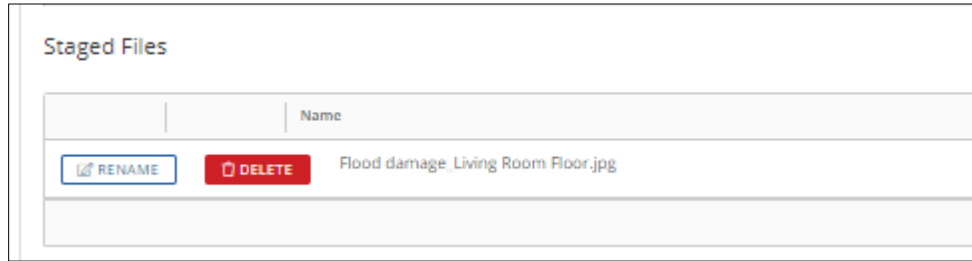 Staged Files
Name
RENAME DELETE Flood damage_Living Room Floor.jpg